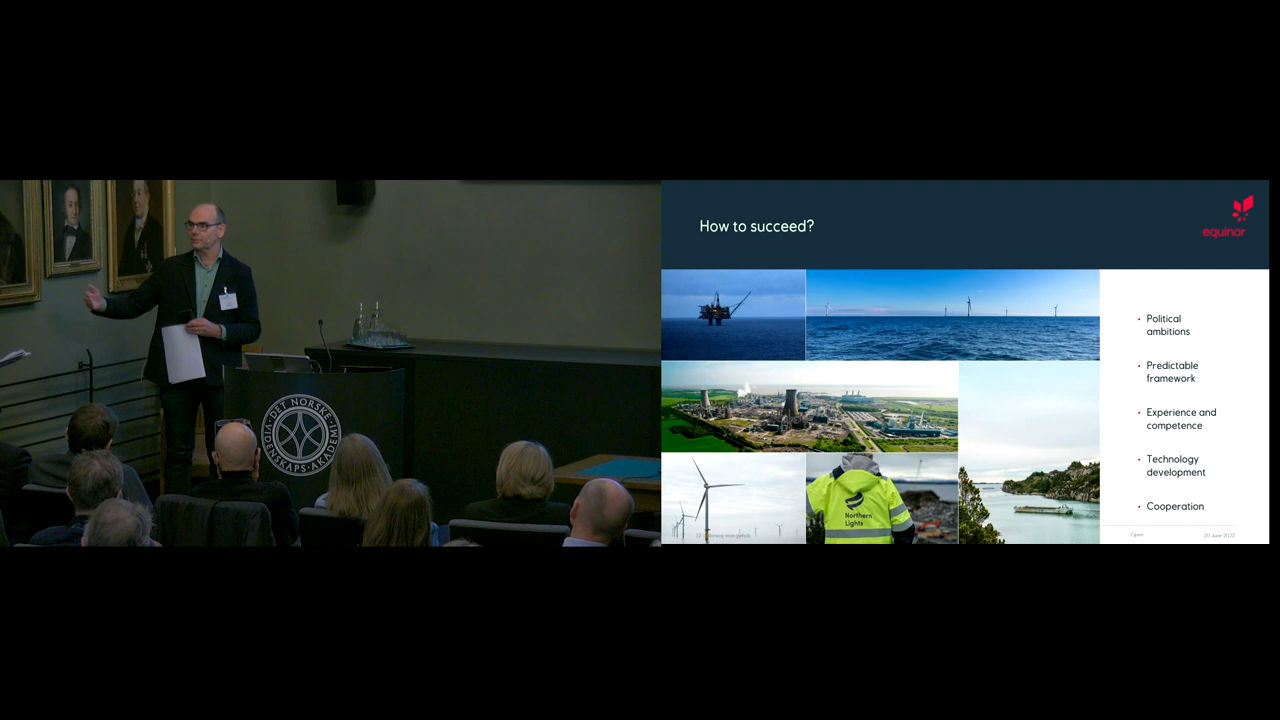 DET NORSKE
VIDENSKAPS-AKADEMI
How to succeed?
equinor
Political
ambitions
Predictable
framework
Experience and
competence
Technology
development
Cooperation
Northern
Lights
Open
20 June 2022